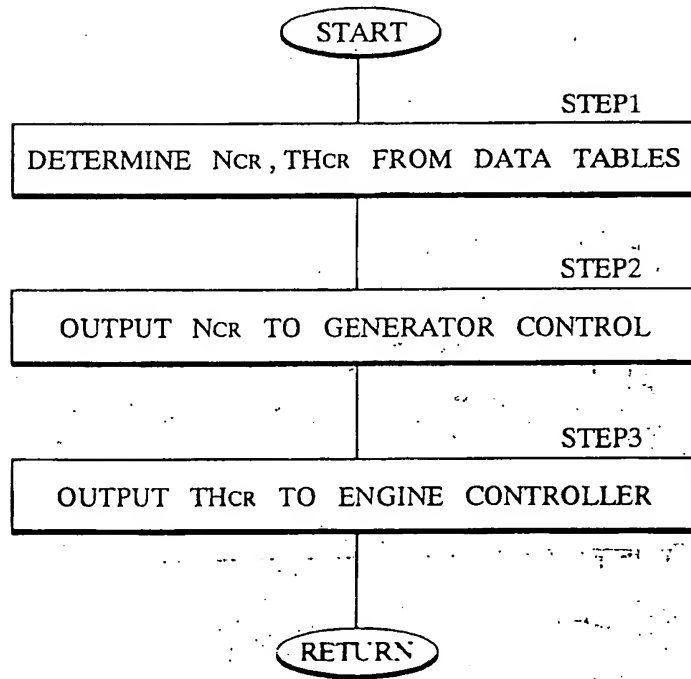 START
STEP1
DETERMINE NCR, THCR FROM DATA TABLES
STEP2
OUTPUT NCR TO GENERATOR CONTROL
STEP3
OUTPUT THCR TO ENGINE CONTROLLER
RETURN